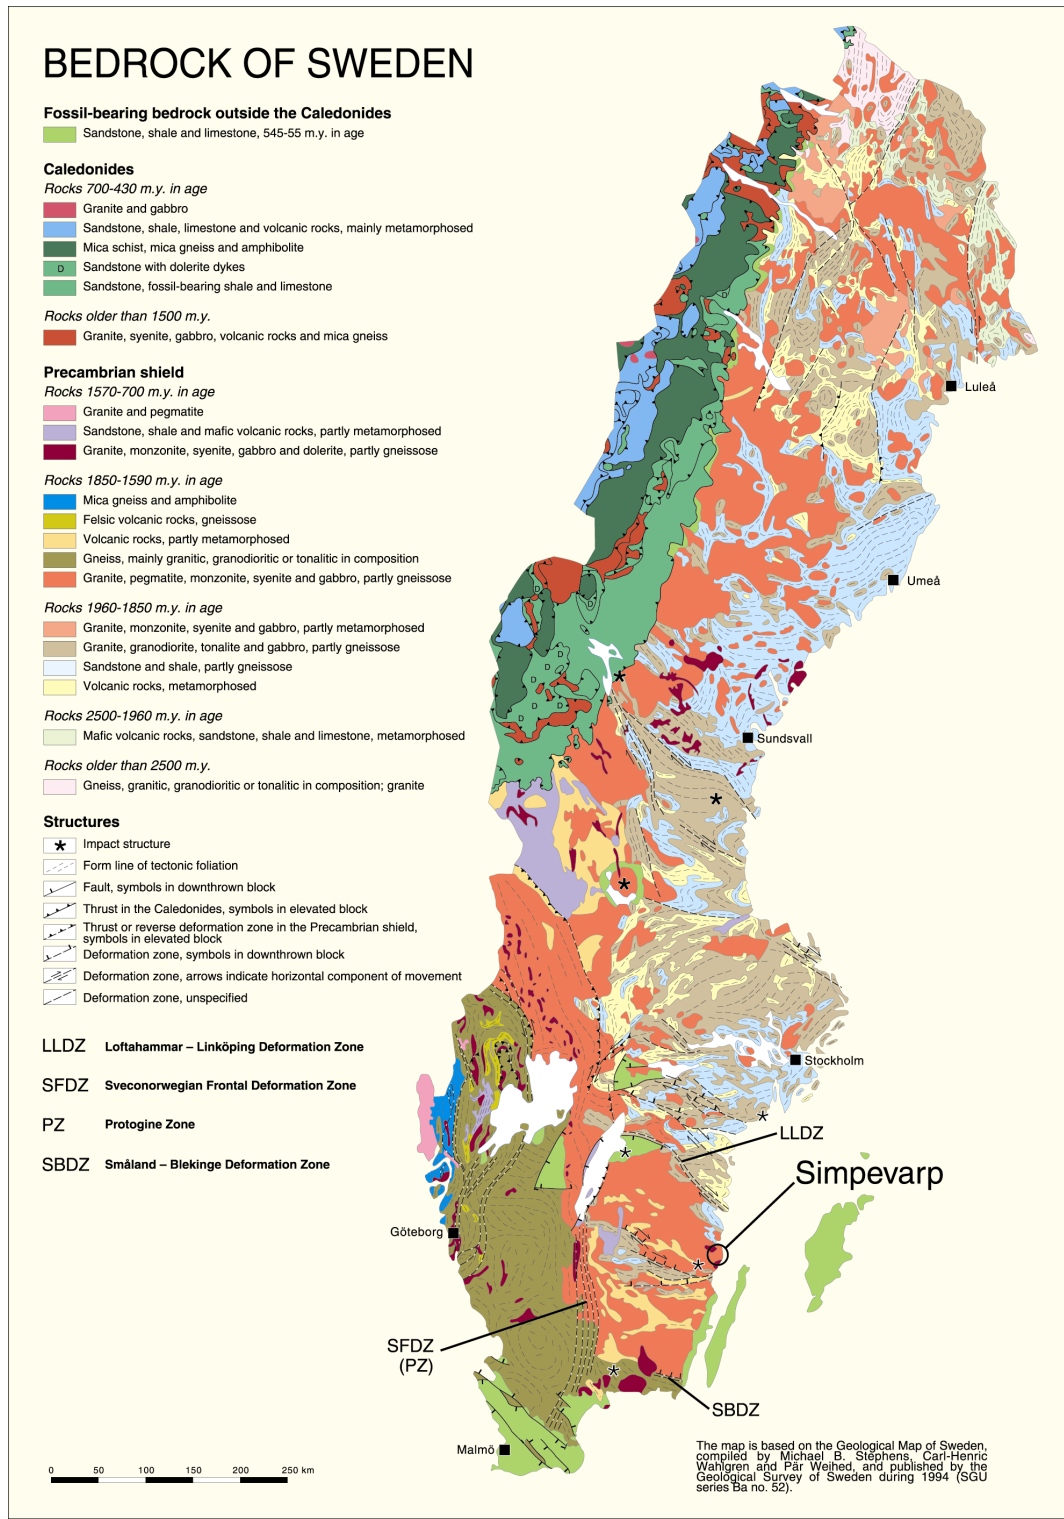 BEDROCK OF SWEDEN
Fossil-bearing bedrock outside the Caledonides
Sandstone, shale and limestone, 545-55 m.y. in age
Caledonides
Rocks 700-430 m.y. in age
Granite and gabbro
Sandstone, shale, limestone and volcanic rocks, mainly metamorphosed
Mica schist, mica gneiss and amphibolite
D Sandstone with dolerite dykes
Sandstone, fossil-bearing shale and limestone
Rocks older than 1500 m.y.
Granite, syenite, gabbro, volcanic rocks and mica gneiss
Precambrian shield
Rocks 1570-700 m.y. in age
Granite and pegmatite
Sandstone, shale and mafic volcanic rocks, partly metamorphosed
Granite, monzonite, syenite, gabbro and dolerite, partly gneissose
Rocks 1850-1590 m.y. in age
Mica gneiss and amphibolite
Felsic volcanic rocks, gneissose
Volcanic rocks, partly metamorphosed
Gneiss, mainly granitic, granodioritic or tonalitic in composition
Granite, pegmatite, monzonite, syenite and gabbro, partly gneissose
Rocks 1960-1850 m.y. in age
Granite, monzonite, syenite and gabbro, partly metamorphosed
Granite, granodiorite, tonalite and gabbro, partly gneissose
Sandstone and shale, partly gneissose
Volcanic rocks, metamorphosed
Rocks 2500-1960 m.y. in age
Mafic volcanic rocks, sandstone, shale and limestone, metamorphosed
Rocks older than 2500 m.y.
Gneiss, granitic, granodioritic or tonalitic in composition; granite
Structures
Impact structure
Form line of tectonic foliation
Fault, symbols in downthrown block
Thrust in the Caledonides, symbols in elevated block
Thrust or reverse deformation zone in the Precambrian shield,
symbols in elevated block
Deformation zone, symbols in downthrown block
Deformation zone, arrows indicate horizontal component of movement
Deformation zone, unspecified
LLDZ Loftahammar – Linköping Deformation Zone
SFDZ Sveconorwegian Frontal Deformation Zone
PZ Protogine Zone
SBDZ Småland – Blekinge Deformation Zone
Luleå
Umeå
D
D
D
D
D
D
D
D
D
D
Sundsvall
Stockholm
LLDZ
Simpevarp
Göteborg
SFDZ
(PZ)
SBDZ
Malmö
0 50 100 150 200 250 km
The map is based on the Geological Map of Sweden,
compiled by Michael B. Stephens, Carl-Henric
Wahlgren and Pär Weihed, and published by the
Geological Survey of Sweden during 1994 (SGU
series Ba no. 52).